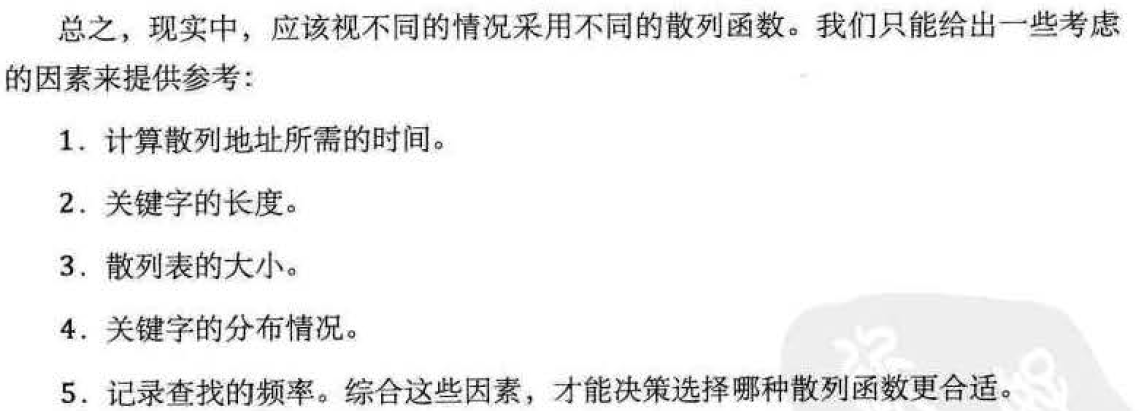 总之，现实中，应该视不同的情况采用不同的散列函数。我们只能给出一些考虑
的因素来提供参考：
1．计算散列地址所需的时间。
2．关键字的长度。
3．散列表的大小。
4．关键字的分布情况。
5．记录查找的频率。综合这些因素，才能决策选择哪种散列函数更合适。